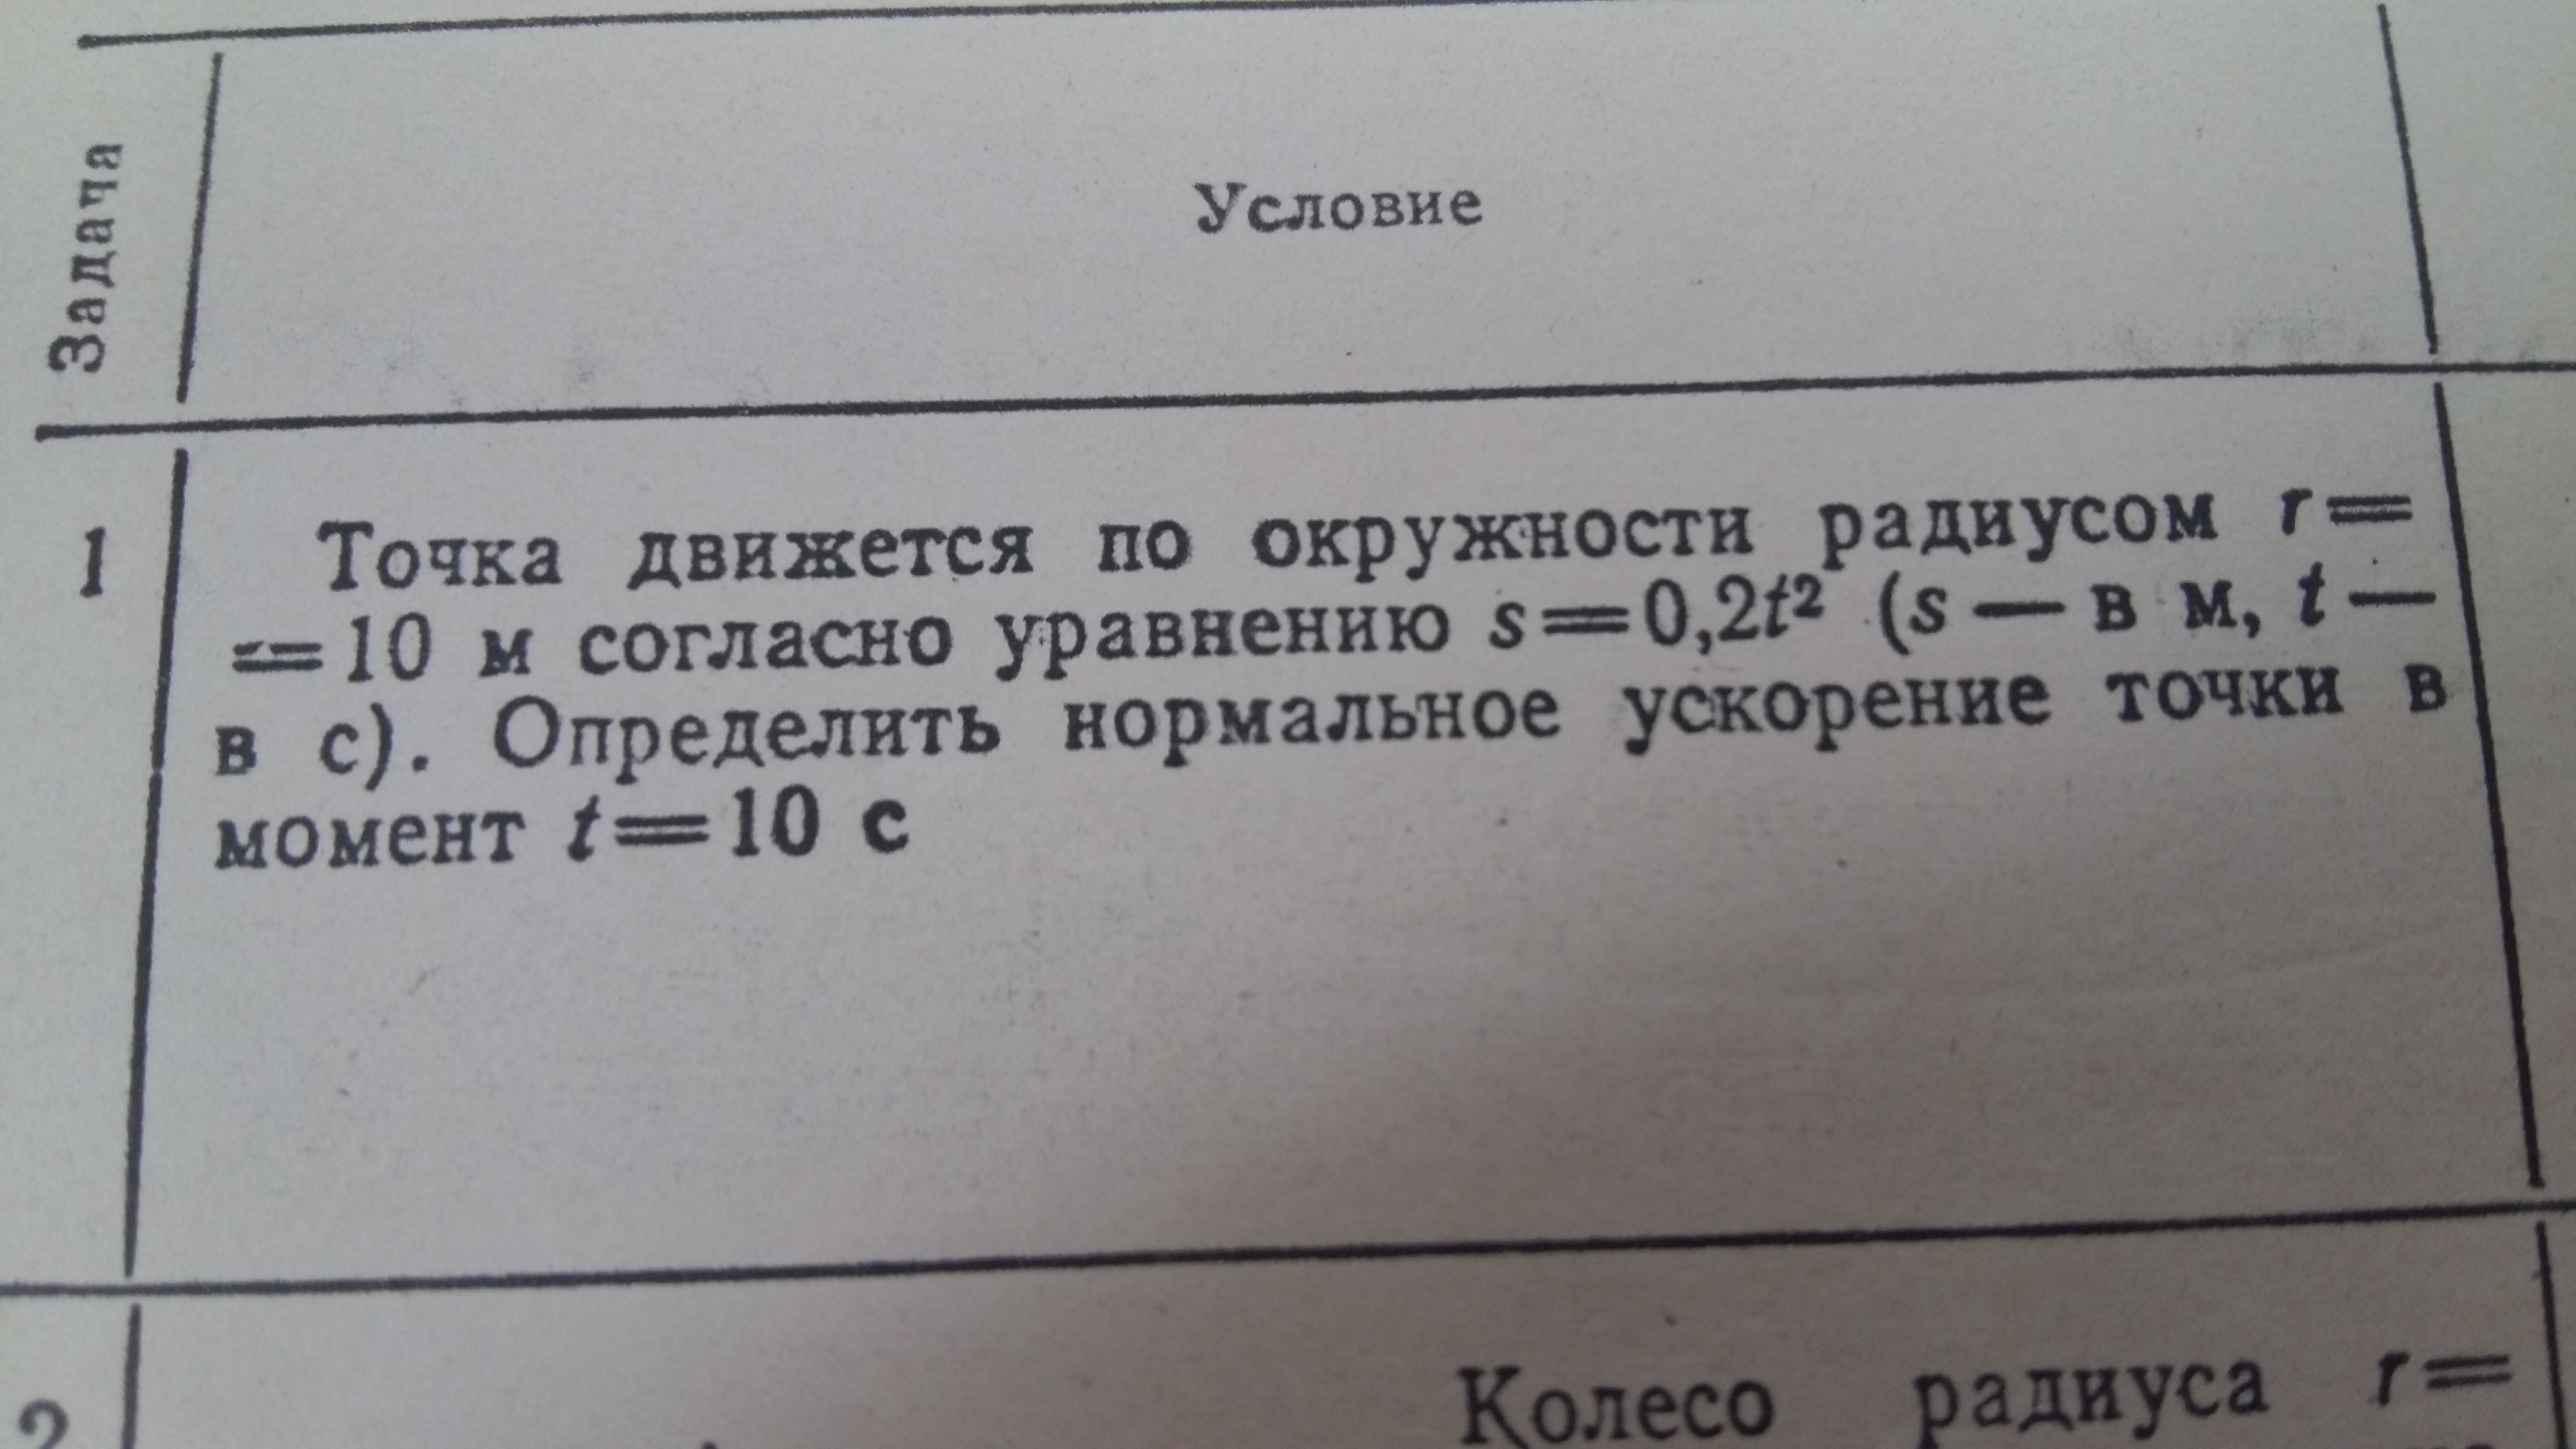 Задача
Условие
1
Точка движется по окружности радиусом r=
=10 м согласно уравнению s=0,2t² (s — в м, t —
в с). Определить нормальное ускорение точки в
момент t=10 с
2
Колесо радиуса r=